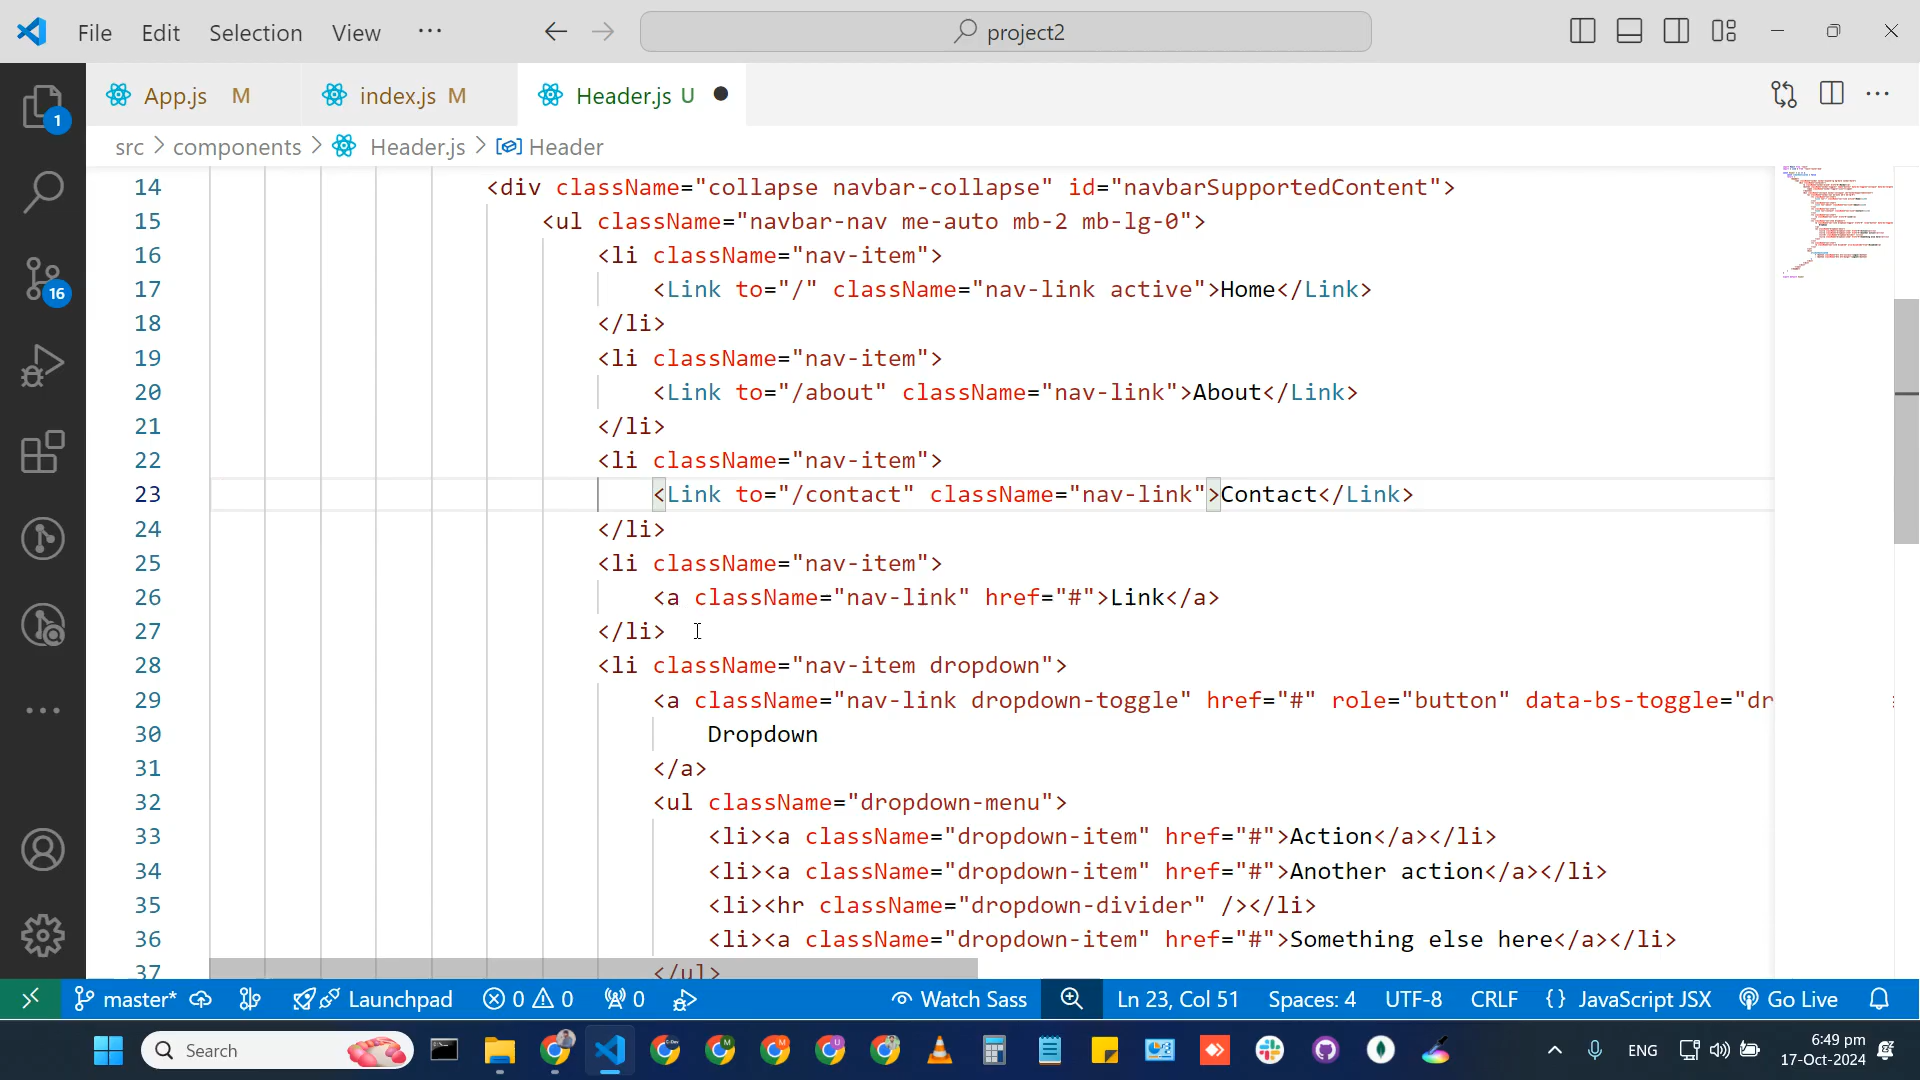 File Edit Selection View ··· project2
App.js M index.js M Header.js U
src > components > Header.js > Header
14 <div className="collapse navbar-collapse" id="navbarSupportedContent">
15 <ul className="navbar-nav me-auto mb-2 mb-lg-0">
16 <li className="nav-item">
17 <Link to="/" className="nav-link active">Home</Link>
18 </li>
19 <li className="nav-item">
20 <Link to="/about" className="nav-link">About</Link>
21 </li>
22 <li className="nav-item">
23 <Link to="/contact" className="nav-link">Contact</Link>
24 </li>
25 <li className="nav-item">
26 <a className="nav-link" href="#">Link</a>
27 </li>
28 <li className="nav-item dropdown">
29 <a className="nav-link dropdown-toggle" href="#" role="button" data-bs-toggle="dr
30 Dropdown
31 </a>
32 <ul className="dropdown-menu">
33 <li><a className="dropdown-item" href="#">Action</a></li>
34 <li><a className="dropdown-item" href="#">Another action</a></li>
35 <li><hr className="dropdown-divider" /></li>
36 <li><a className="dropdown-item" href="#">Something else here</a></li>
37 </ul>
1
16
master* Launchpad 0 0 0 Watch Sass Ln 23, Col 51 Spaces: 4 UTF-8 CRLF {} JavaScript JSX Go Live
Search ENG 6:49 pm
17-Oct-2024